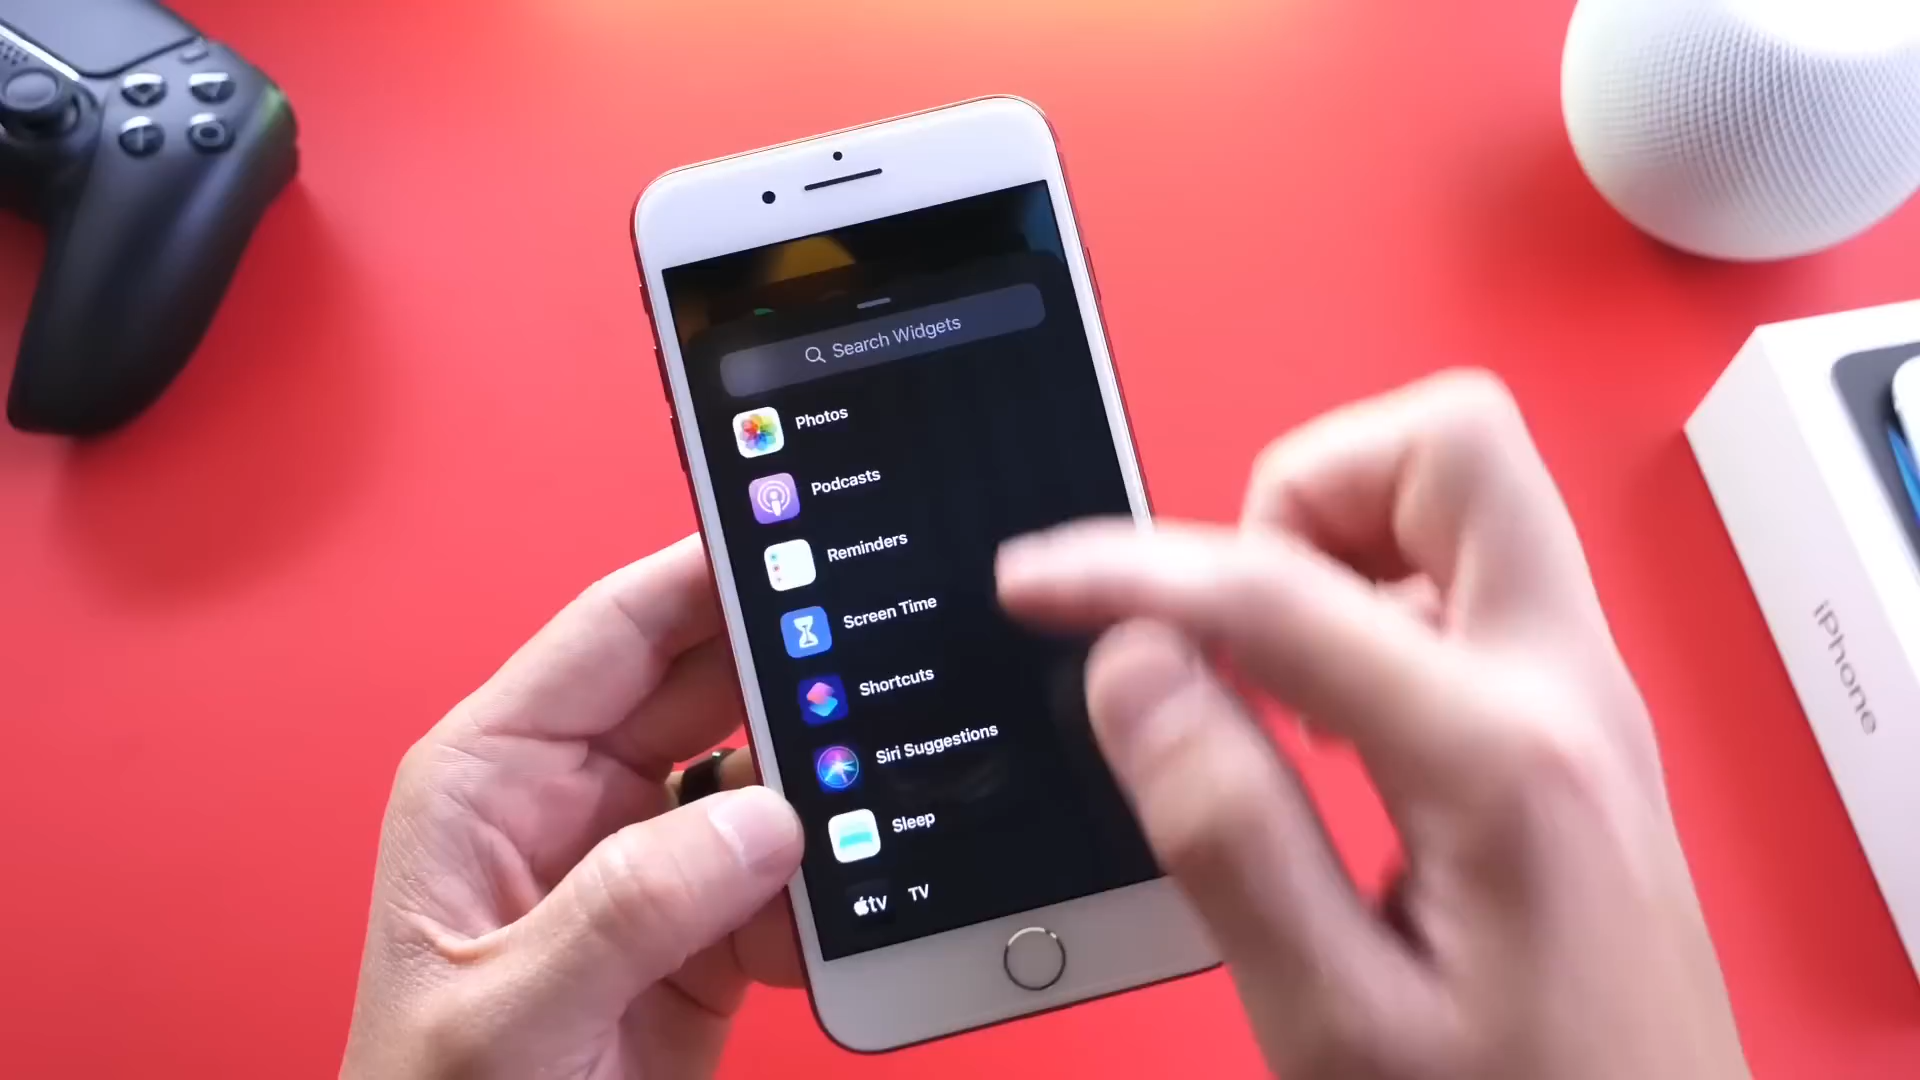 Search Widgets
Photos
Podcasts
Reminders
Screen Time
Shortcuts
Siri Suggestions
Sleep
tv TV
iPhone